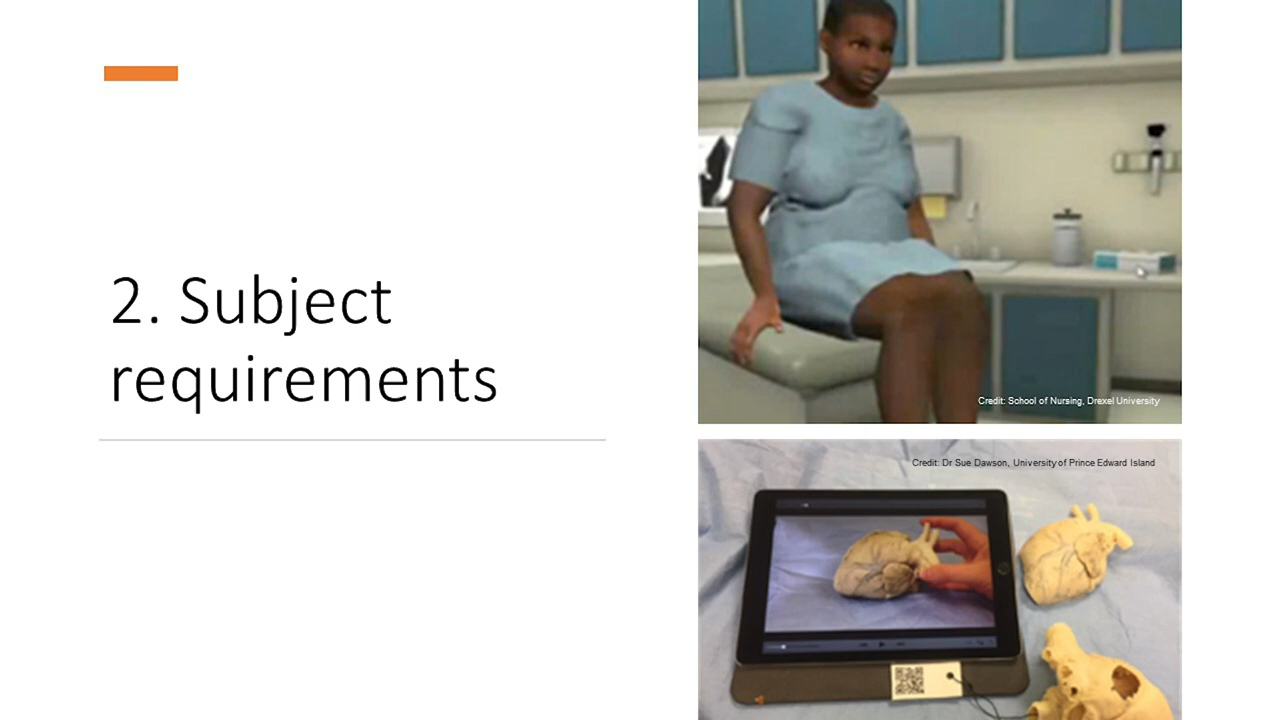 2. Subject
requirements
Credit: School of Nursing, Drexel University
Credit: Dr Sue Dawson, University of Prince Edward Island